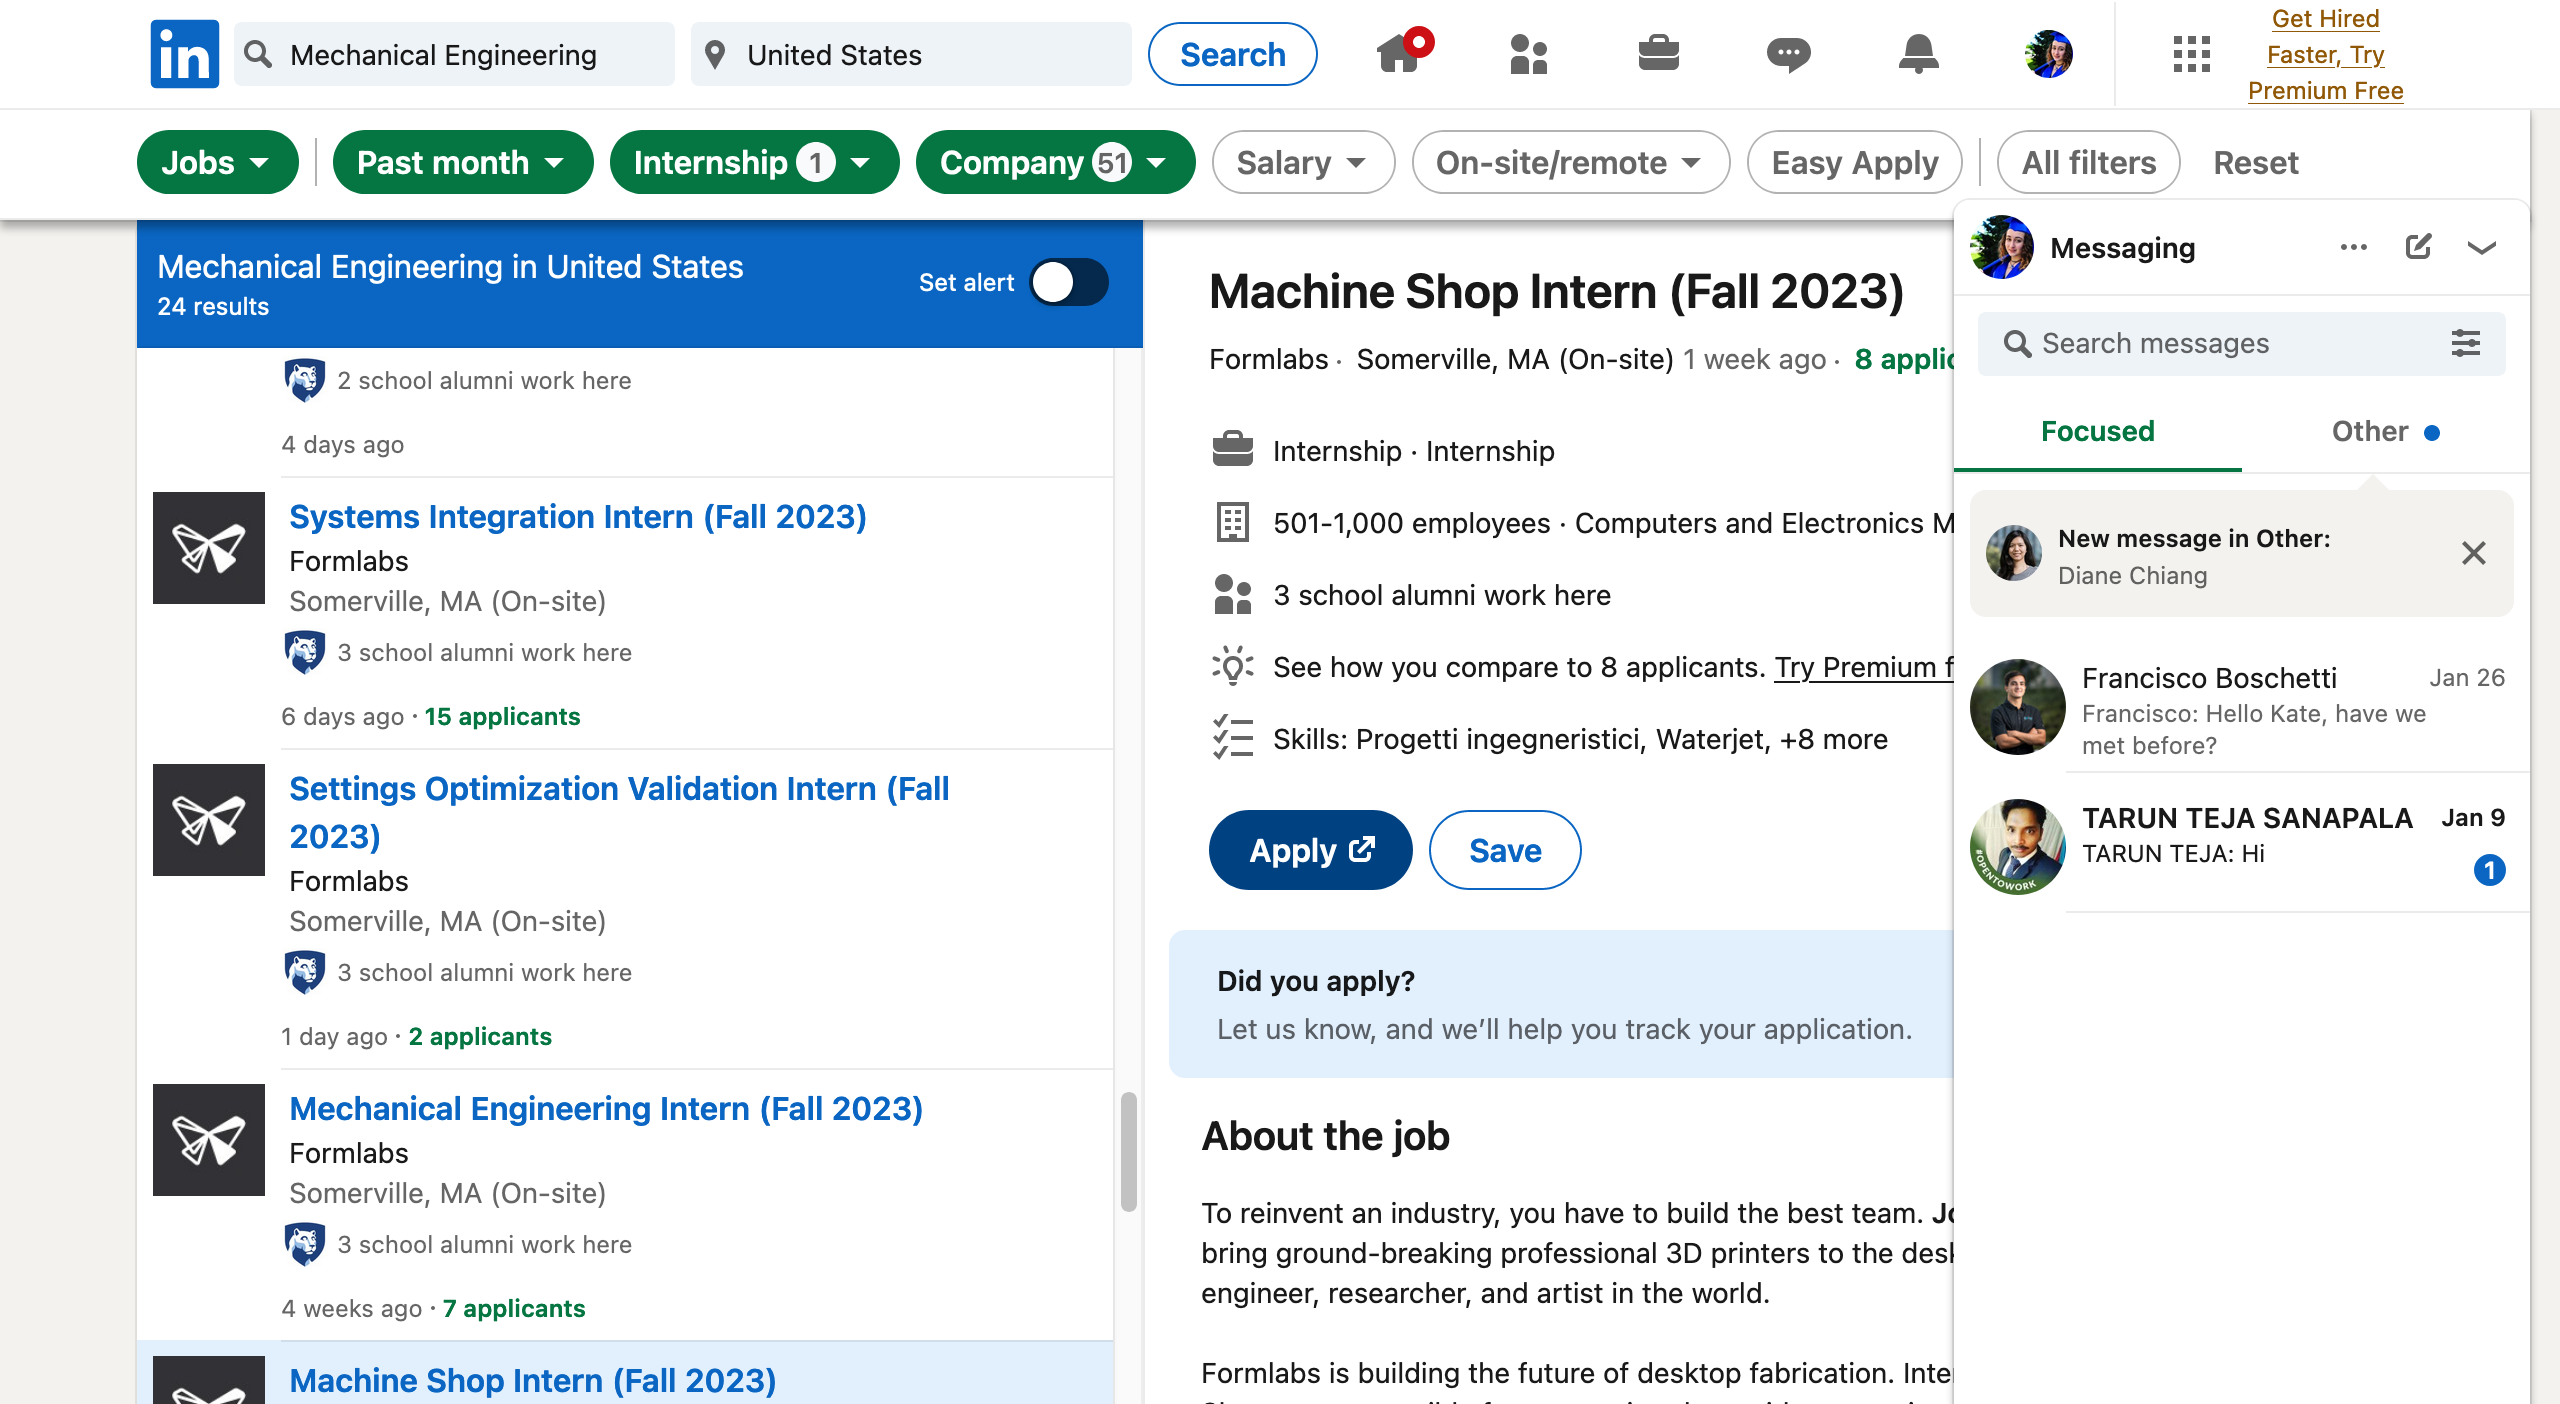 in
Mechanical Engineering
United States
Search
Get Hired
Faster, Try
Premium Free
Jobs
Past month
Internship 1
Company 51
Salary
On-site/remote
Easy Apply
All filters
Reset
Mechanical Engineering in United States
24 results
Set alert
2 school alumni work here
4 days ago
Systems Integration Intern (Fall 2023)
Formlabs
Somerville, MA (On-site)
3 school alumni work here
6 days ago · 15 applicants
Settings Optimization Validation Intern (Fall
2023)
Formlabs
Somerville, MA (On-site)
3 school alumni work here
1 day ago · 2 applicants
Mechanical Engineering Intern (Fall 2023)
Formlabs
Somerville, MA (On-site)
3 school alumni work here
4 weeks ago · 7 applicants
Machine Shop Intern (Fall 2023)
Machine Shop Intern (Fall 2023)
Formlabs · Somerville, MA (On-site) 1 week ago · 8
Internship · Internship
501-1,000 employees · Computers and Electronics
3 school alumni work here
See how you compare to 8 applicants. Try Premium
Skills: Progetti ingegneristici, Waterjet, +8 more
Apply
Save
Did you apply?
Let us know, and we’ll help you track your application.
About the job
To reinvent an industry, you have to build the best team.
bring ground-breaking professional 3D printers to the
engineer, researcher, and artist in the world.
Formlabs is building the future of desktop fabrication.
Messaging
Search messages
Focused
Other
New message in Other:
Diane Chiang
Francisco Boschetti
Jan 26
Francisco: Hello Kate, have we
met before?
TARUN TEJA SANAPALA
Jan 9
TARUN TEJA: Hi
1
#OPENTOWORK